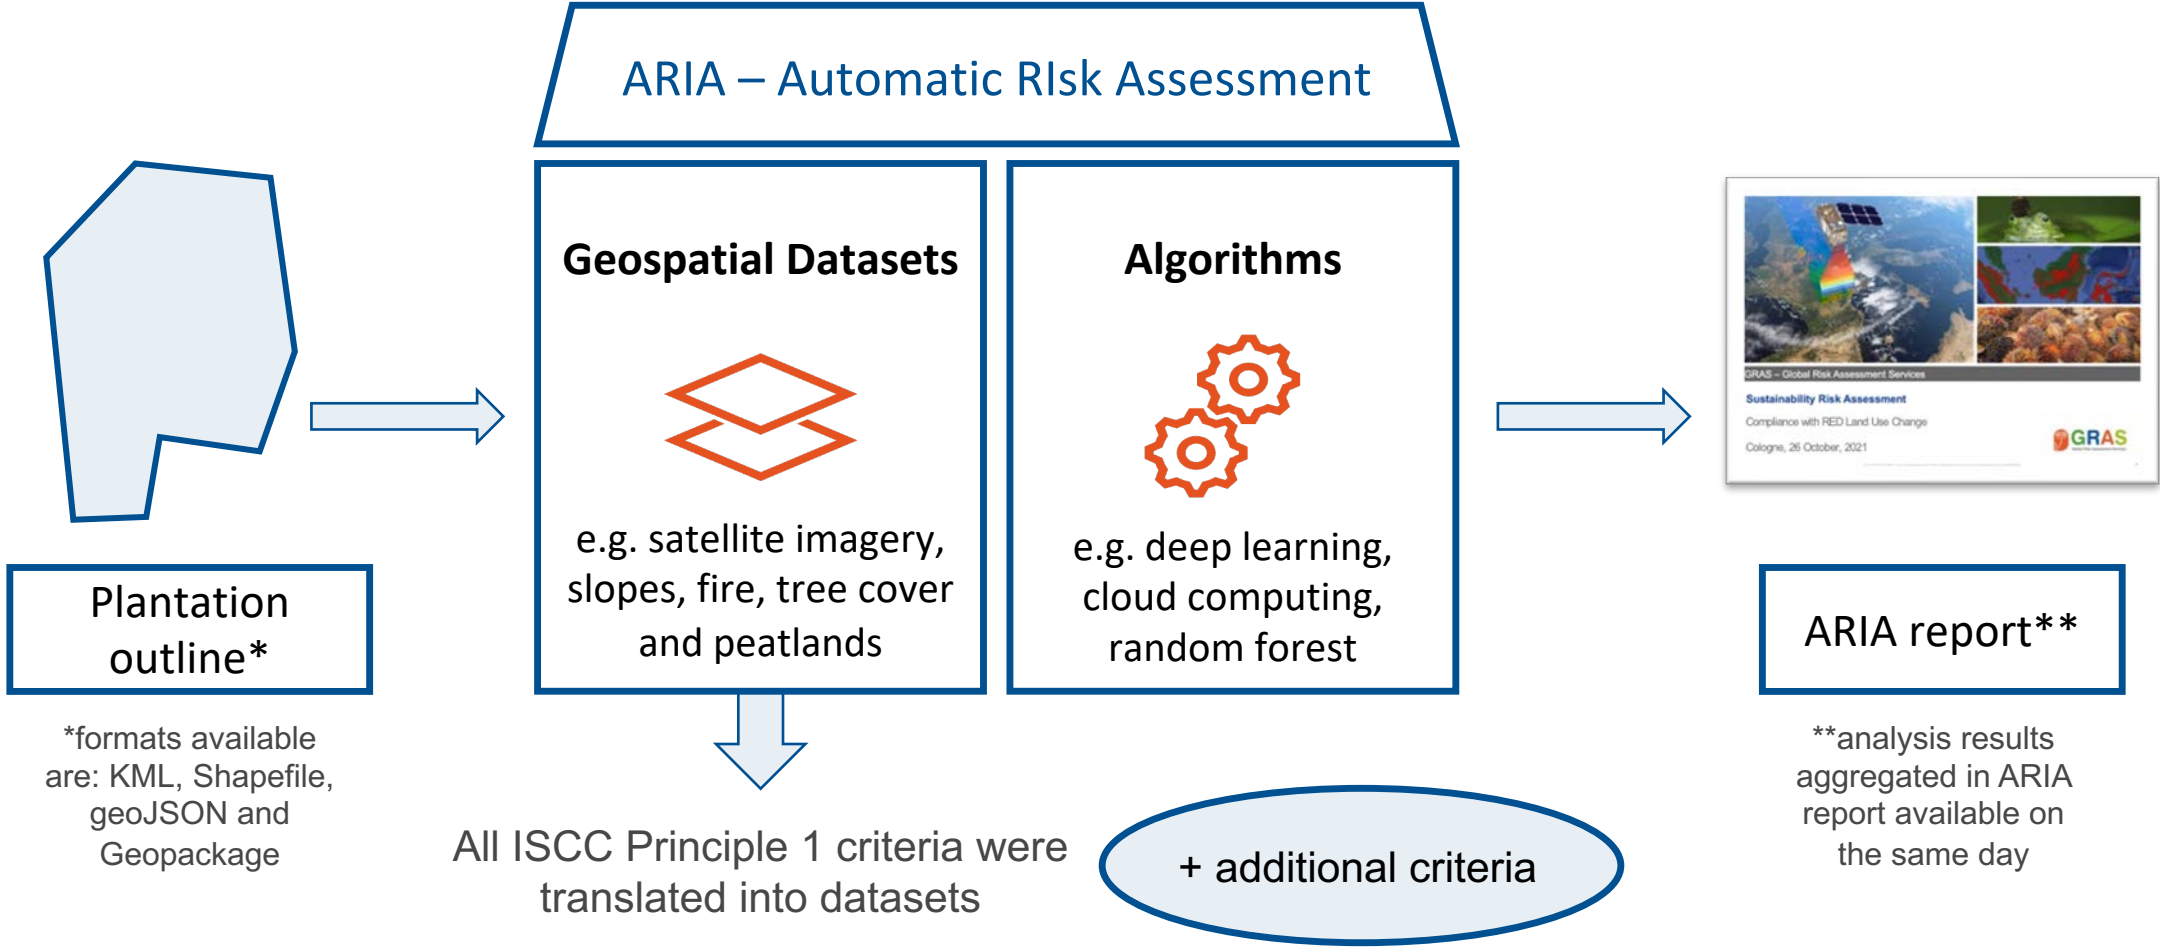 ARIA – Automatic RIsk Assessment
Geospatial Datasets
e.g. satellite imagery,
slopes, fire, tree cover
and peatlands
Algorithms
e.g. deep learning,
cloud computing,
random forest
Plantation
outline*
*formats available
are: KML, Shapefile,
geoJSON and
Geopackage
GRAS – Global Risk Assessment Services
Sustainability Risk Assessment
Compliance with RED Land Use Change
Cologne, 26 October, 2021
GRAS
ARIA report**
**analysis results
aggregated in ARIA
report available on
the same day
All ISCC Principle 1 criteria were
translated into datasets
+ additional criteria